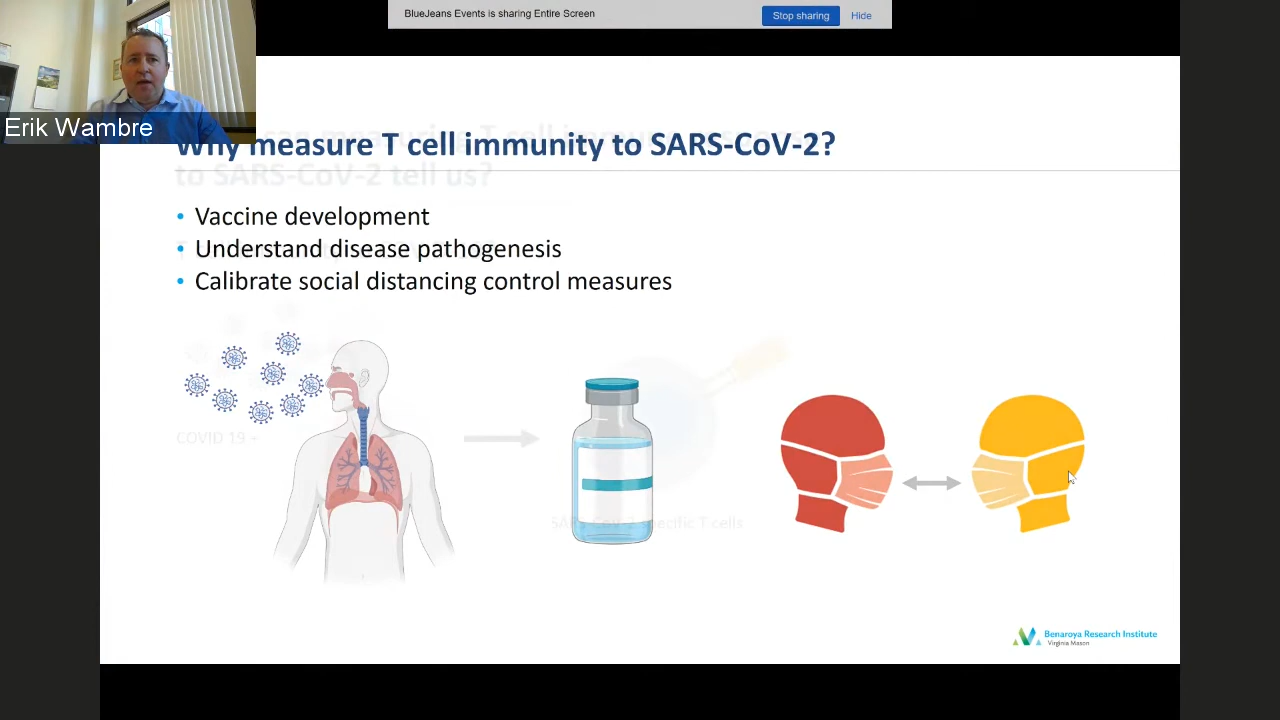 BlueJeans Events is sharing Entire Screen
Stop sharing
Hide
Erik Wambre
Why measure T cell immunity to SARS-CoV-2?
to SARS-CoV-2 tell us?
• Vaccine development
• Understand disease pathogenesis
• Calibrate social distancing control measures
COVID 19 +
SARs-CoV-2 specific T cells
Benaroya Research Institute
Virginia Mason